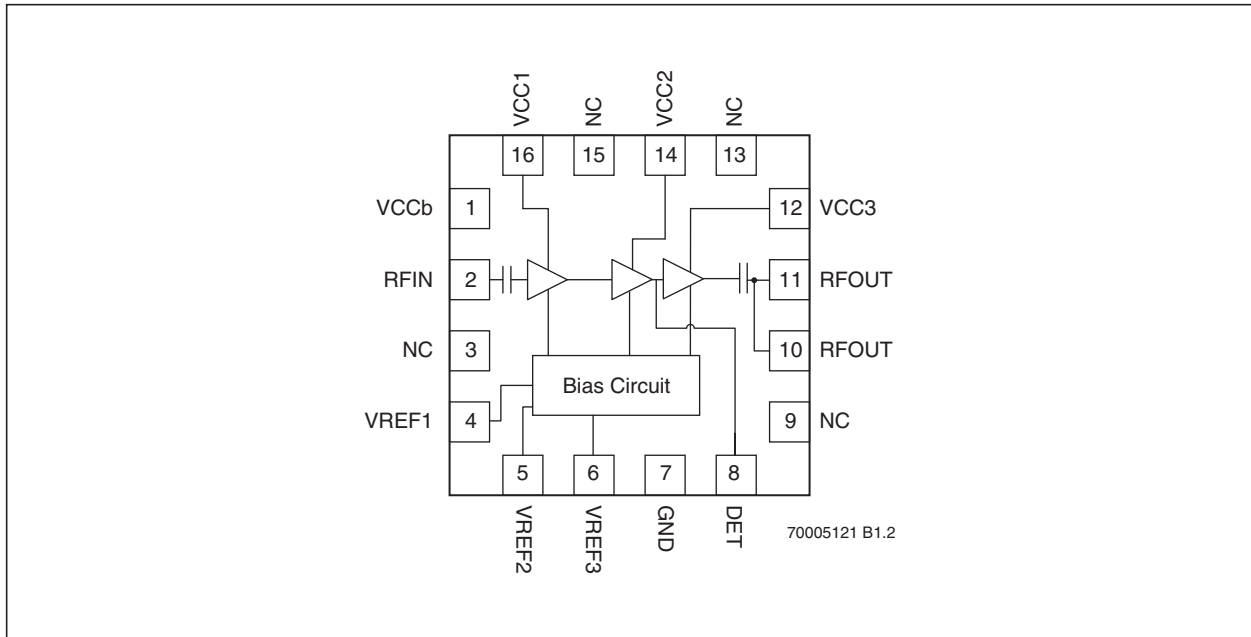 VCC1
NC
VCC2
NC
16
15
14
13
VCCb
1
12
VCC3
RFIN
2
11
RFOUT
NC
3
10
RFOUT
Bias Circuit
VREF1
4
9
NC
5
6
7
8
VREF2
VREF3
GND
DET
70005121 B1.2